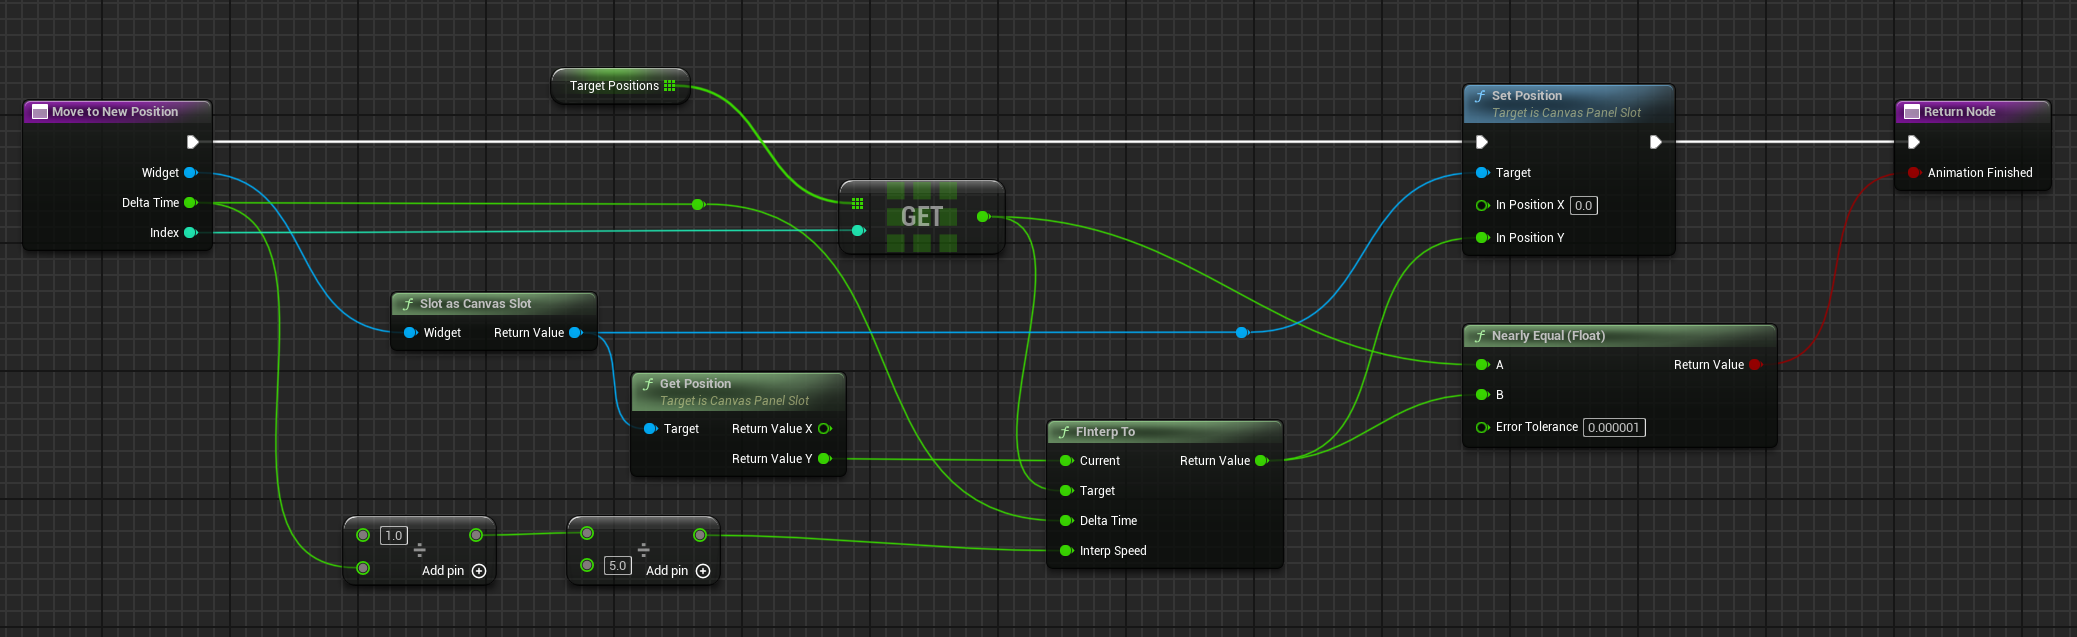 Move to New Position
Widget
Delta Time
Index
Target Positions
GET
Slot as Canvas Slot
Widget
Return Value
Get Position
Target is Canvas Panel Slot
Target
Return Value X
Return Value Y
1.0
÷
Add pin
÷
5.0
Add pin
FInterp To
Current
Return Value
Target
Delta Time
Interp Speed
Set Position
Target is Canvas Panel Slot
Target
In Position X 0.0
In Position Y
Nearly Equal (Float)
A
Return Value
B
Error Tolerance 0.000001
Return Node
Animation Finished